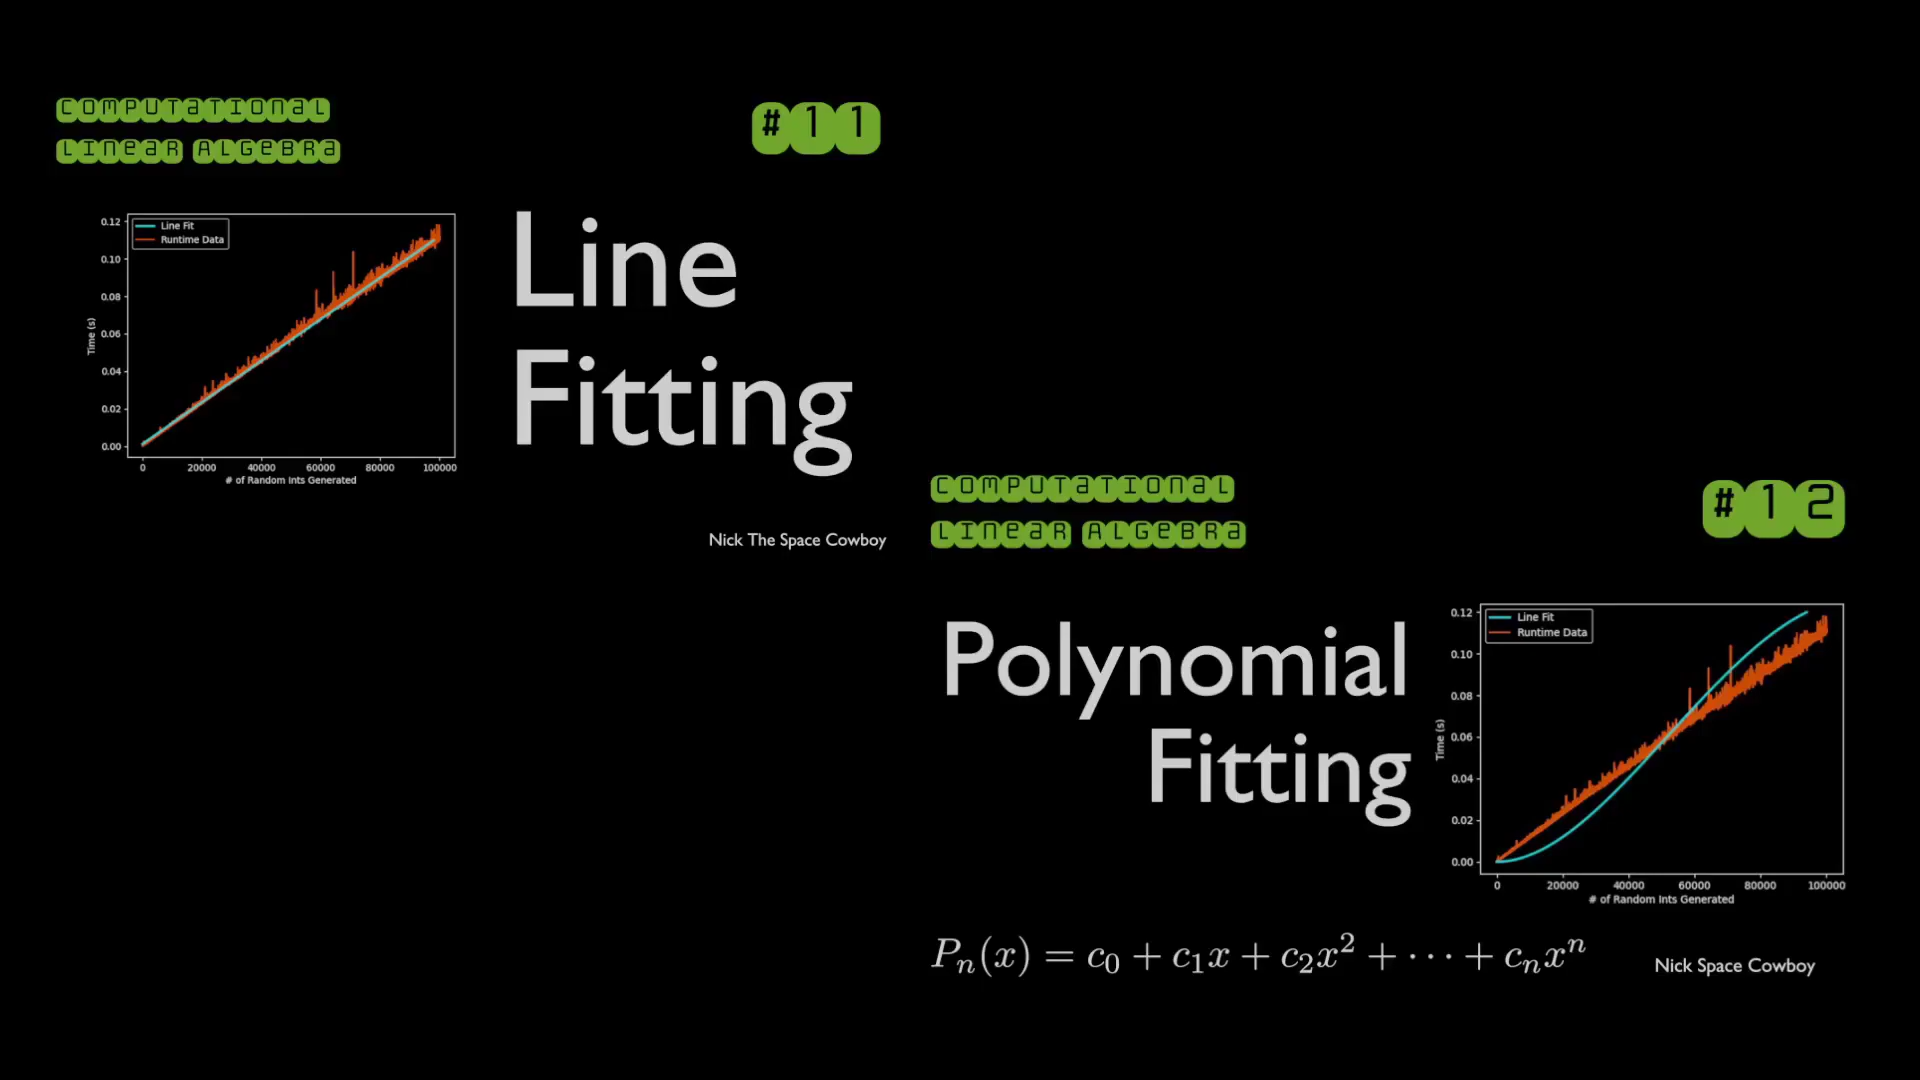 COMPUTaTIONaL
LINeaR ALGeBRa
#11
Line Fit
Runtime Data
0.12
0.10
0.08
0.06
0.04
0.02
0.00
Time (s)
0 20000 40000 60000 80000 100000
# of Random Ints Generated
Line
Fitting
Nick The Space Cowboy
COMPUTaTIONaL
LINeaR ALGeBRa
#12
Polynomial
Fitting
Line Fit
Runtime Data
0.12
0.10
0.08
0.06
0.04
0.02
0.00
Time (s)
0 20000 40000 60000 80000 100000
# of Random Ints Generated
Pₙ(x) = c₀ + c₁x + c₂x² + ··· + cₙxⁿ
Nick Space Cowboy